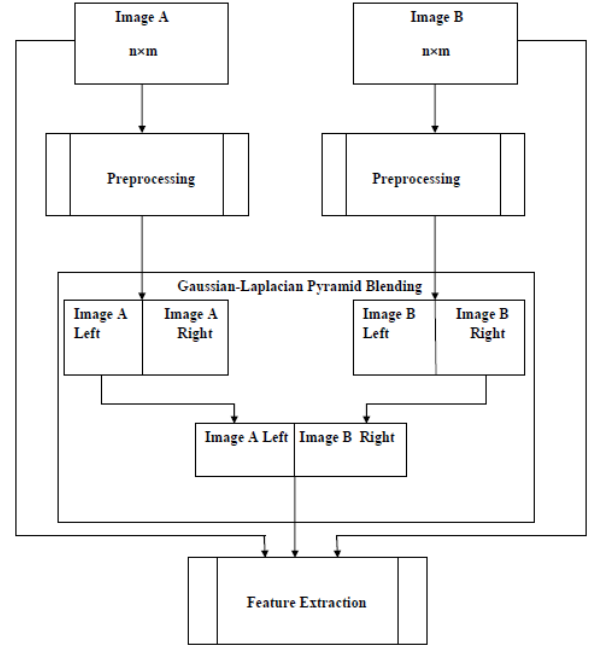 Image A
n×m
Image B
n×m
Preprocessing
Preprocessing
Gaussian-Laplacian Pyramid Blending
Image A
Left
Image A
Right
Image B
Left
Image B
Right
Image A Left
Image B Right
Feature Extraction